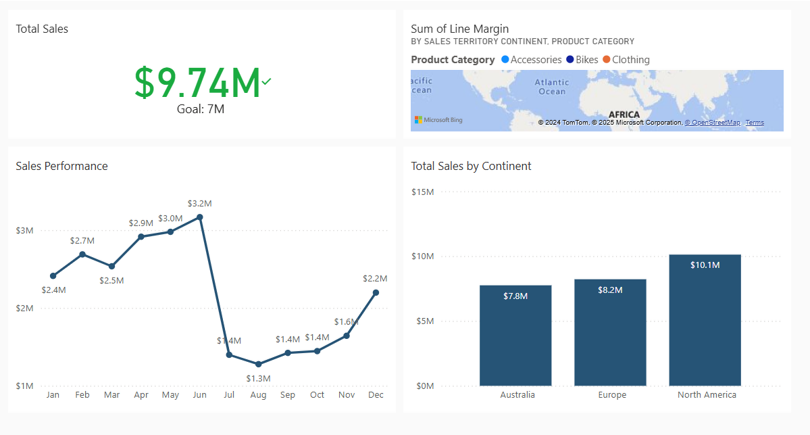 Total Sales
$9.74M✓
Goal: 7M
Sum of Line Margin
BY SALES TERRITORY CONTINENT, PRODUCT CATEGORY
Product Category Accessories Bikes Clothing
acific
cean
Atlantic
Ocean
AFRICA
Microsoft Bing
© 2024 TomTom, © 2025 Microsoft Corporation, © OpenStreetMap Terms
Sales Performance
$3M
$2M
$1M
$2.4M
$2.7M
$2.5M
$2.9M
$3.0M
$3.2M
$1.4M
$1.3M
$1.4M
$1.4M
$1.6M
$2.2M
Jan Feb Mar Apr May Jun Jul Aug Sep Oct Nov Dec
Total Sales by Continent
$15M
$10M
$5M
$0M
$7.8M
$8.2M
$10.1M
Australia Europe North America